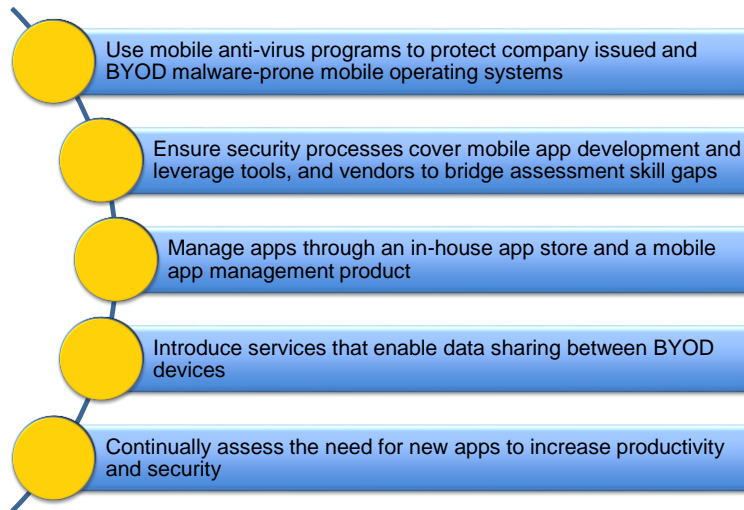 Use mobile anti-virus programs to protect company issued and
BYOD malware-prone mobile operating systems
Ensure security processes cover mobile app development and
leverage tools, and vendors to bridge assessment skill gaps
Manage apps through an in-house app store and a mobile
app management product
Introduce services that enable data sharing between BYOD
devices
Continually assess the need for new apps to increase productivity
and security